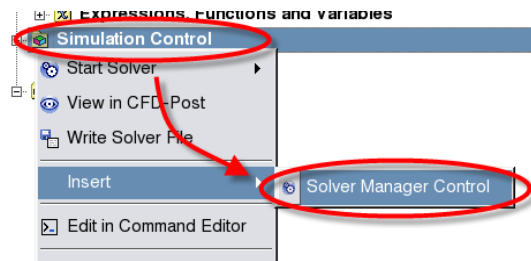 Expressions, Functions and Variables
Simulation Control
Start Solver
View in CFD-Post
Write Solver File
Insert
Solver Manager Control
Edit in Command Editor